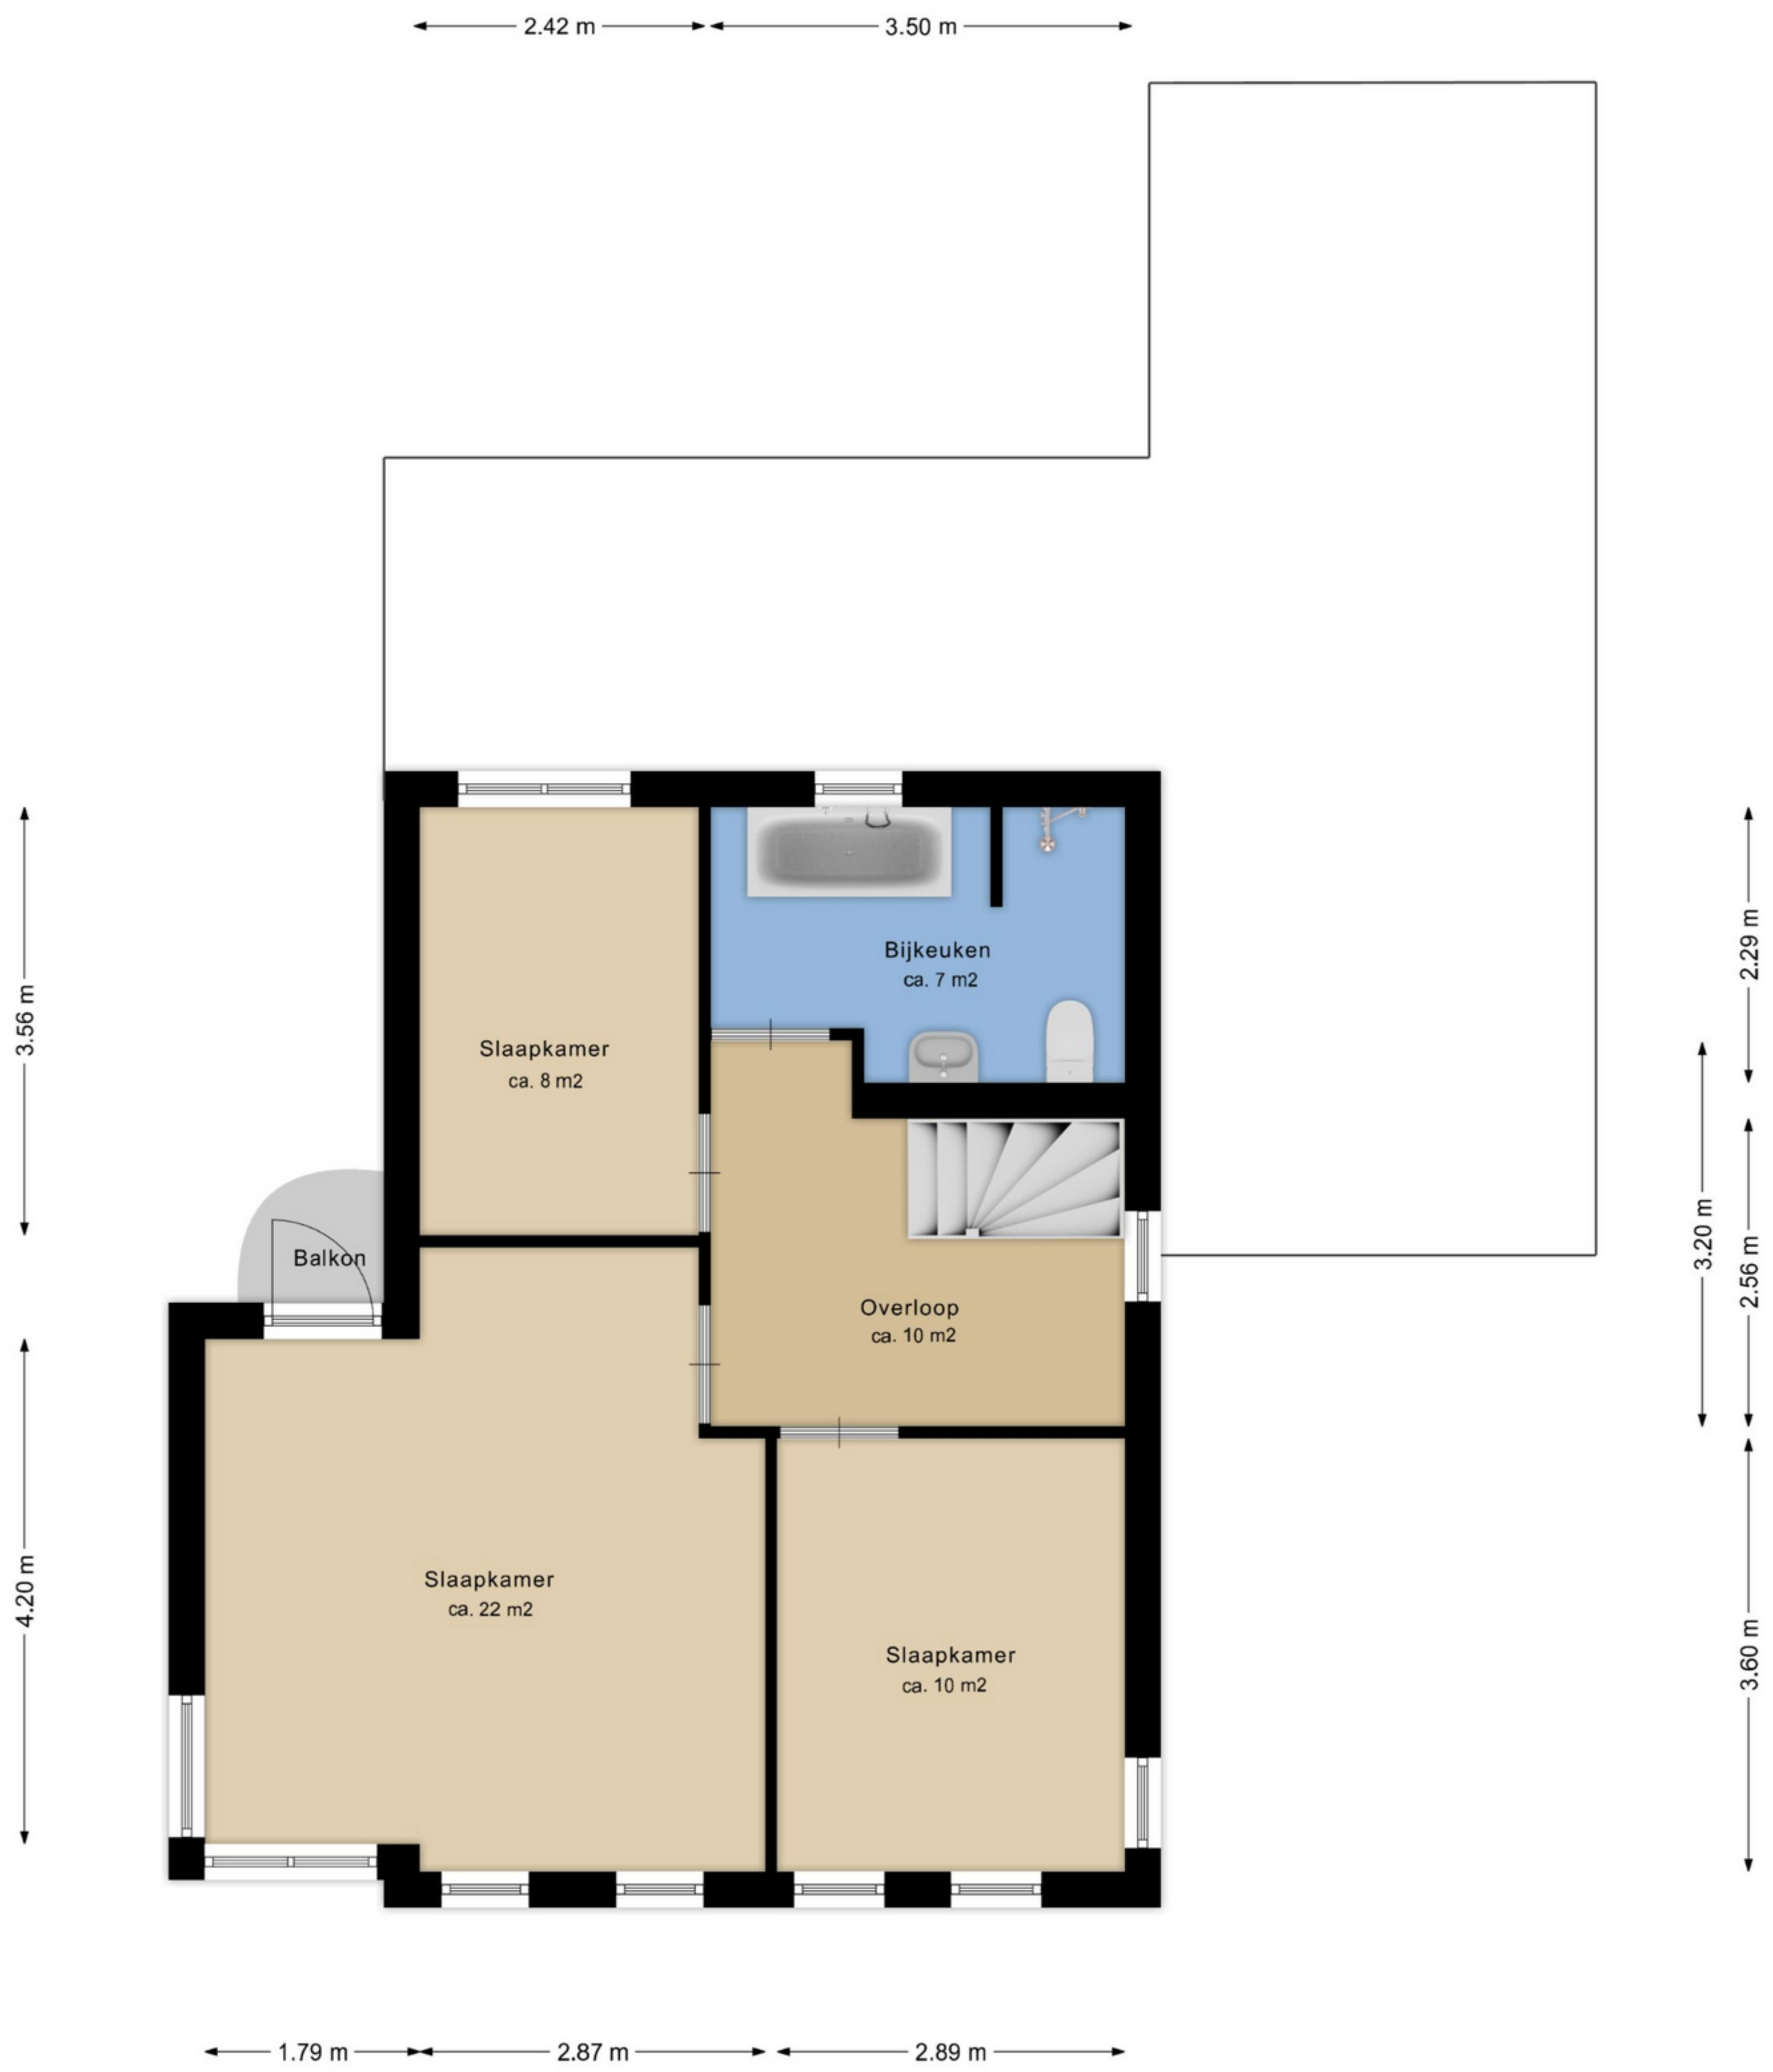 2.42 m
3.50 m
Bijkeuken
ca. 7 m2
2.29 m
3.56 m
Slaapkamer
ca. 8 m2
Balkon
3.20 m
2.56 m
Overloop
ca. 10 m2
Slaapkamer
ca. 22 m2
4.20 m
Slaapkamer
ca. 10 m2
3.60 m
1.79 m
2.87 m
2.89 m